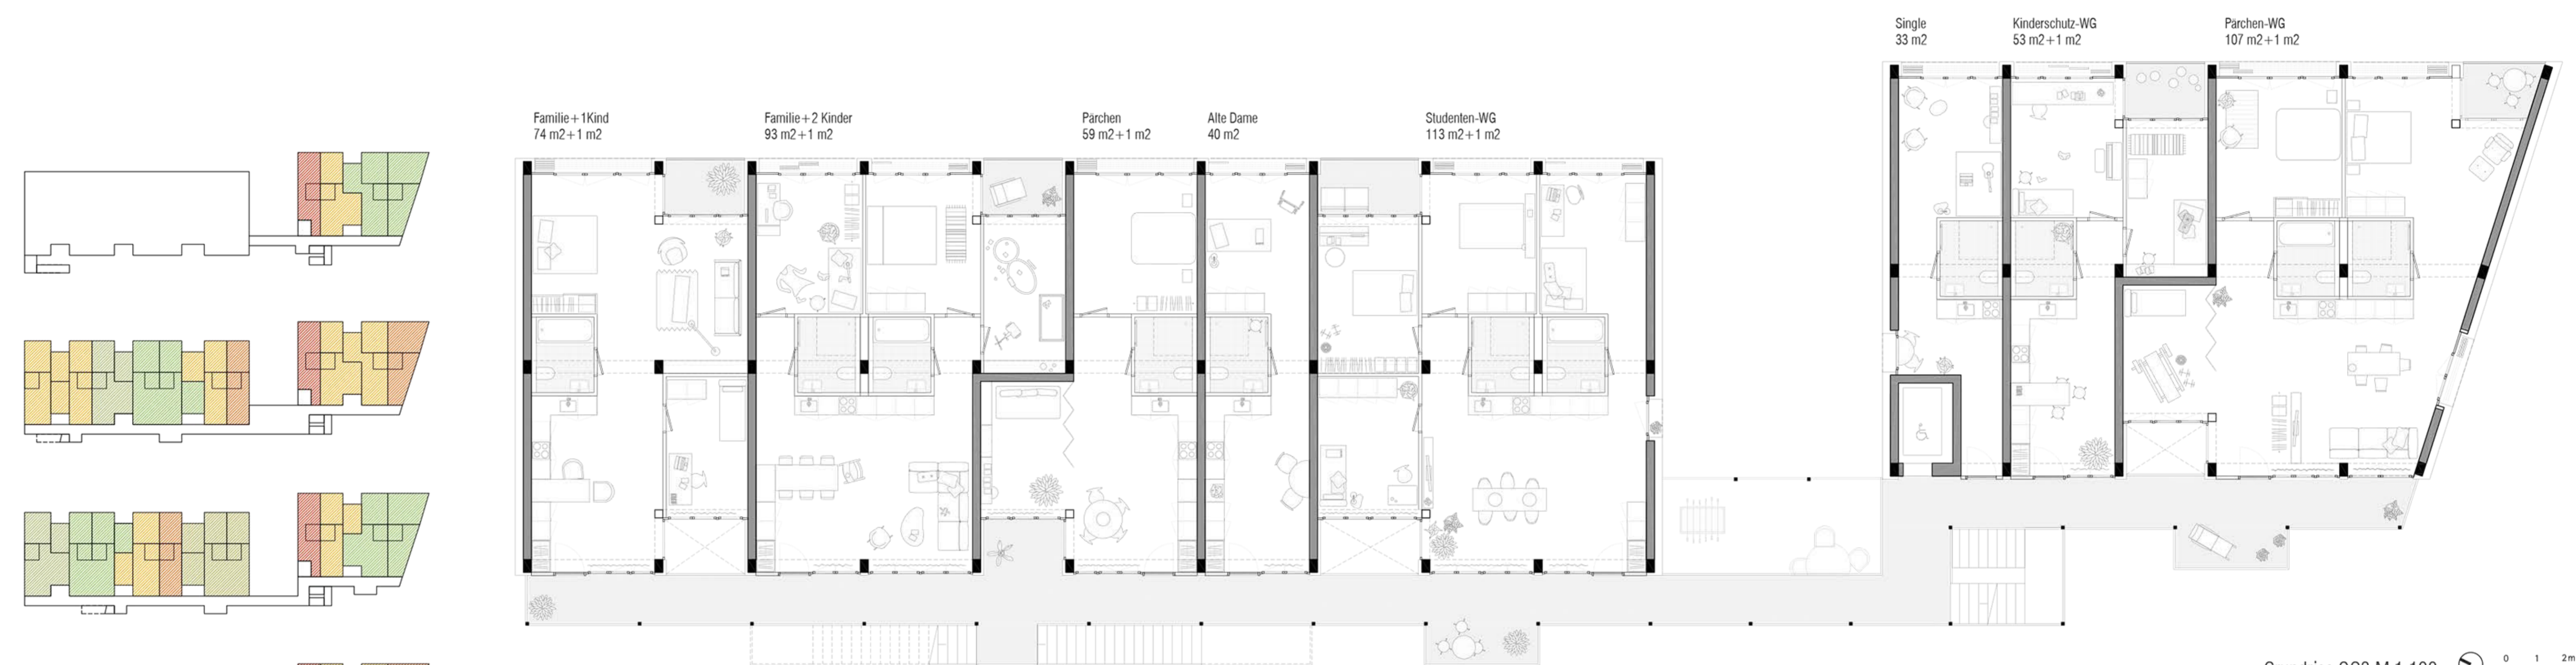 Single
33 m2
Kinderschutz-WG
53 m2+1 m2
Pärchen-WG
107 m2+1 m2
Familie+1Kind
74 m2+1 m2
Familie+2 Kinder
93 m2+1 m2
Pärchen
59 m2+1 m2
Alte Dame
40 m2
Studenten-WG
113 m2+1 m2
0 1 2m